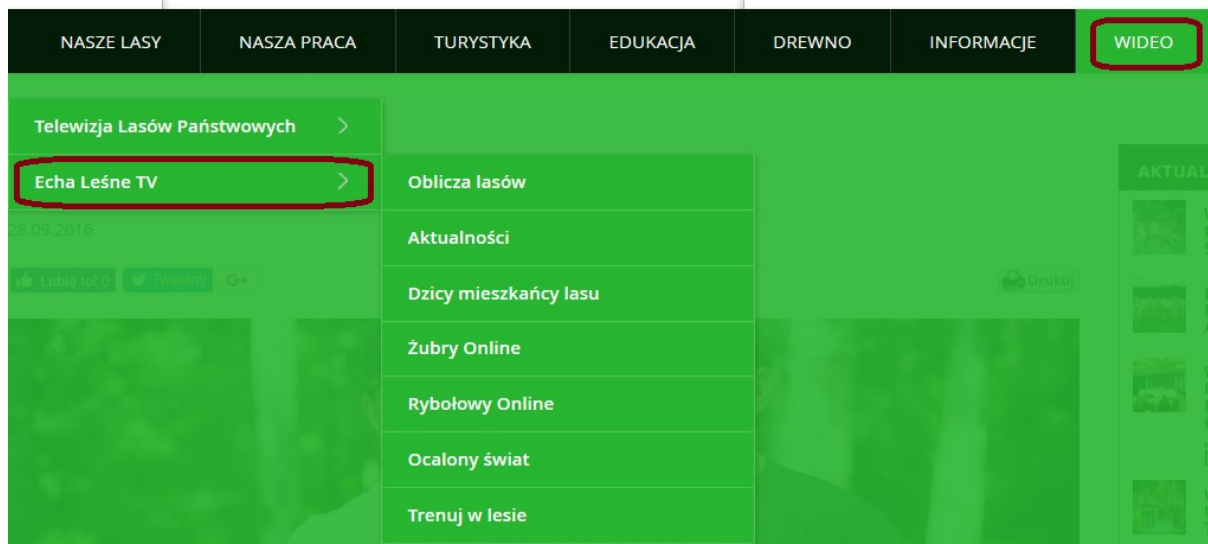 NASZE LASY
NASZA PRACA
TURYSTYKA
EDUKACJA
DREWNO
INFORMACJE
WIDEO
Telewizja Lasów Państwowych
Echa Leśne TV
Oblicza lasów
Aktualności
Dzicy mieszkańcy lasu
Żubry Online
Rybołowy Online
Ocalony świat
Trenuj w lesie
28.09.2016
Lubię to! 0
Tweetnij
G+
Drukuj